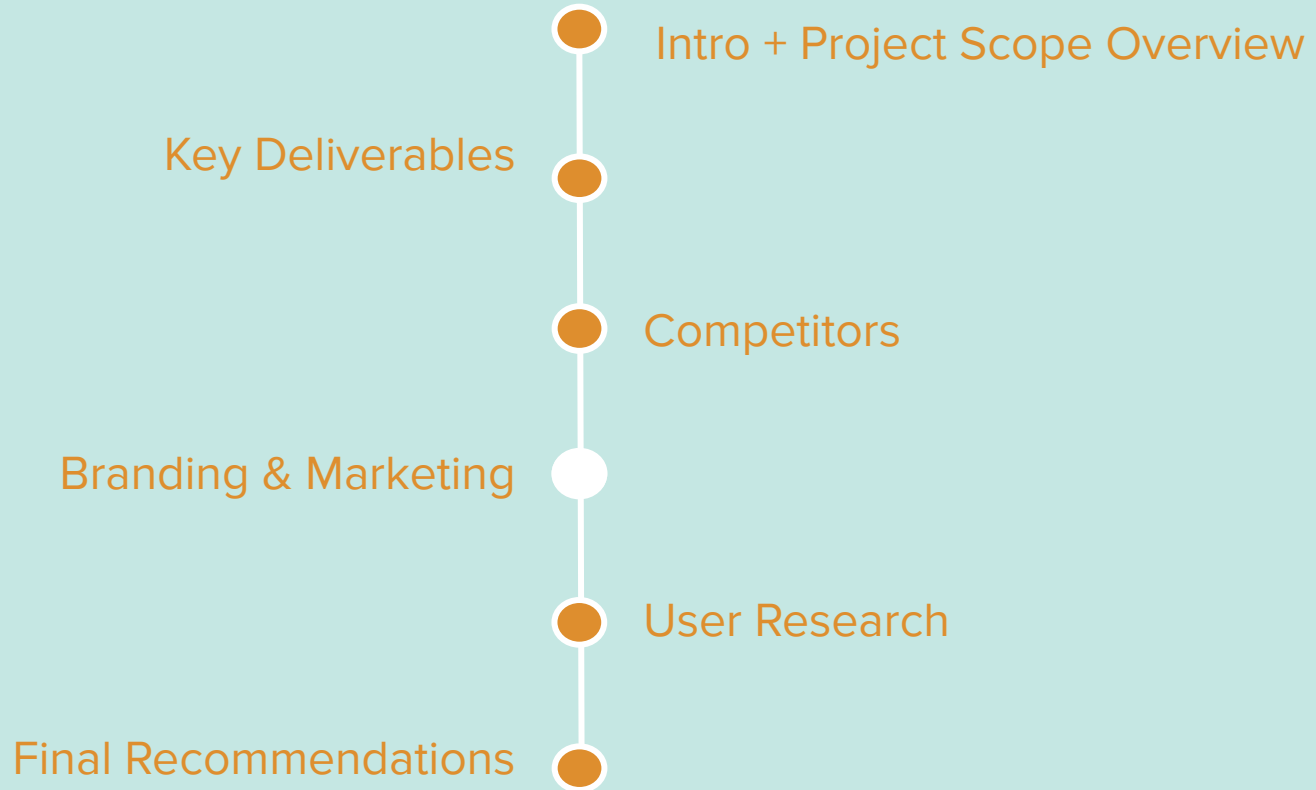 Intro + Project Scope Overview
Key Deliverables
Competitors
Branding & Marketing
User Research
Final Recommendations